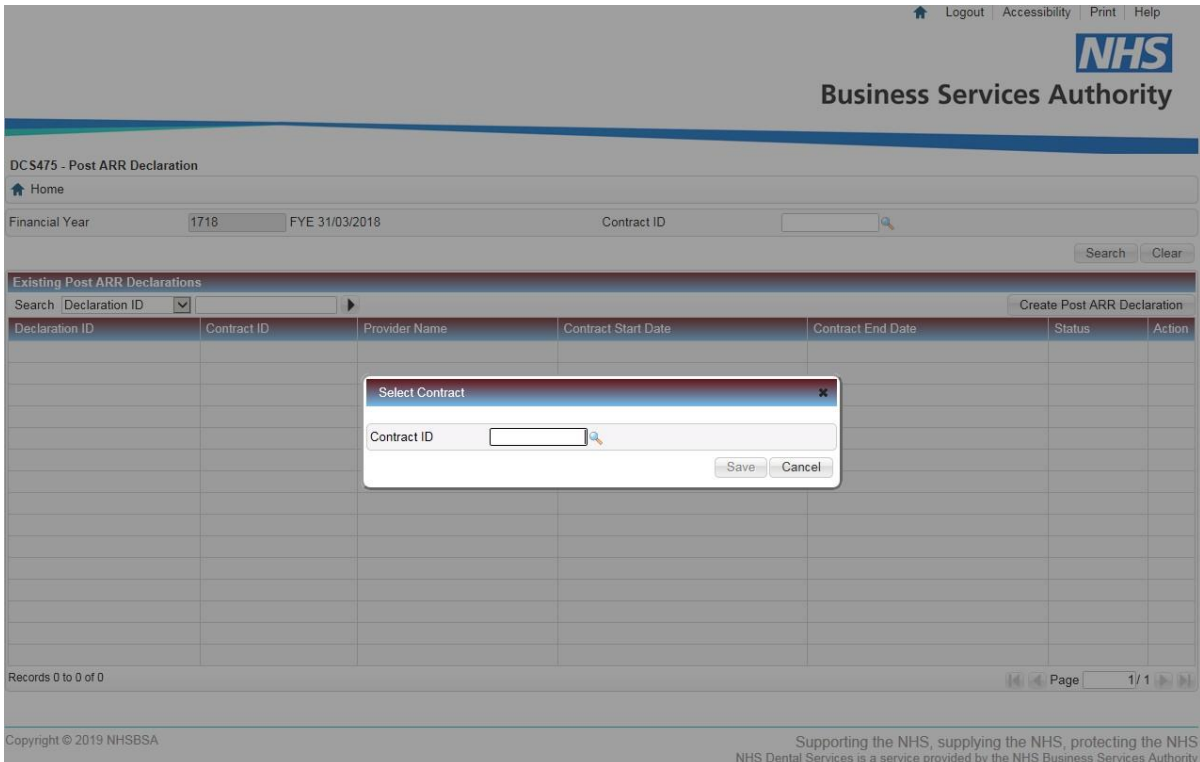 Logout Accessibility Print Help
NHS
Business Services Authority
DCS475 - Post ARR Declaration
Home
Financial Year 1718 FYE 31/03/2018 Contract ID
Search Clear
Existing Post ARR Declarations
Search Declaration ID Create Post ARR Declaration
Declaration ID Contract ID Provider Name Contract Start Date Contract End Date Status Action
Select Contract
Contract ID
Save Cancel
Records 0 to 0 of 0 Page 1/ 1
Copyright © 2019 NHSBSA Supporting the NHS, supplying the NHS, protecting the NHS
NHS Dental Services is a service provided by the NHS Business Services Authority